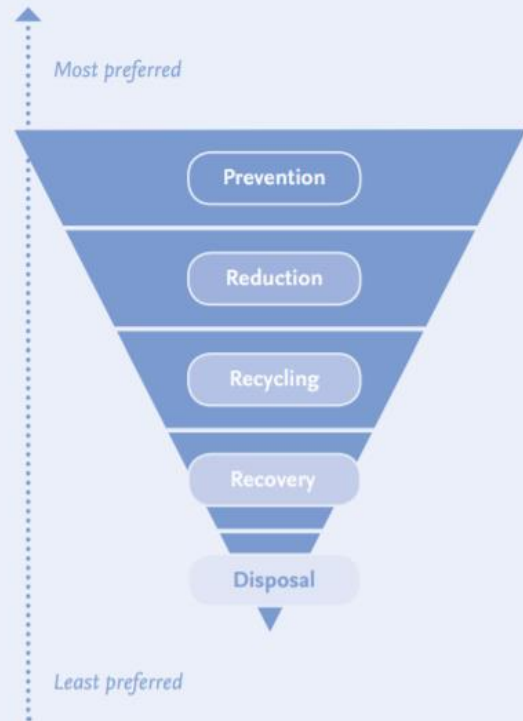 Most preferred
Prevention
Reduction
Recycling
Recovery
Disposal
Least preferred